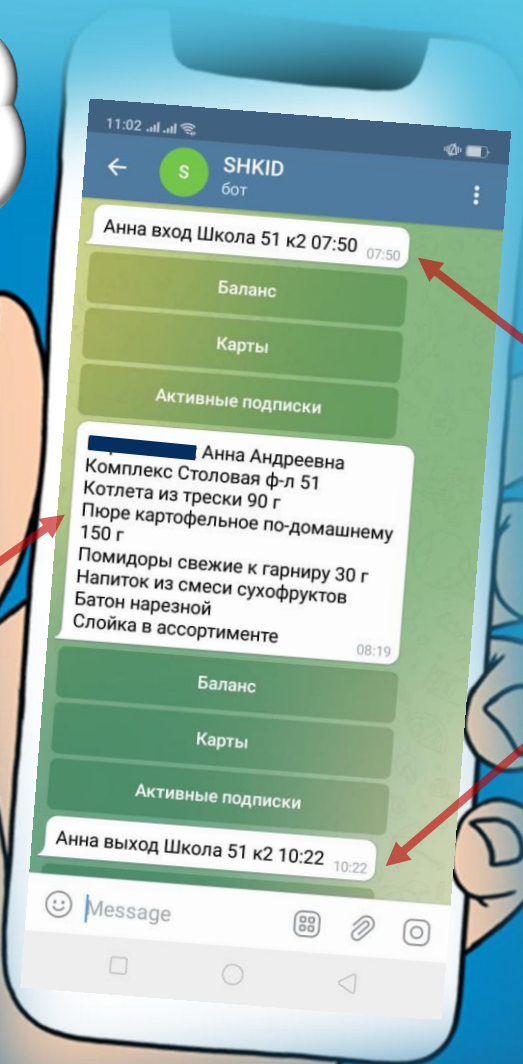 11:02
S
SHKID
бот
Анна вход Школа 51 к2 07:50
07:50
Баланс
Карты
Активные подписки
Анна Андреевна
Комплекс Столовая ф-л 51
Котлета из трески 90 г
Пюре картофельное по-домашнему
150 г
Помидоры свежие к гарниру 30 г
Напиток из смеси сухофруктов
Батон нарезной
Слойка в ассортименте
08:19
Баланс
Карты
Активные подписки
Анна выход Школа 51 к2 10:22
10:22
Message